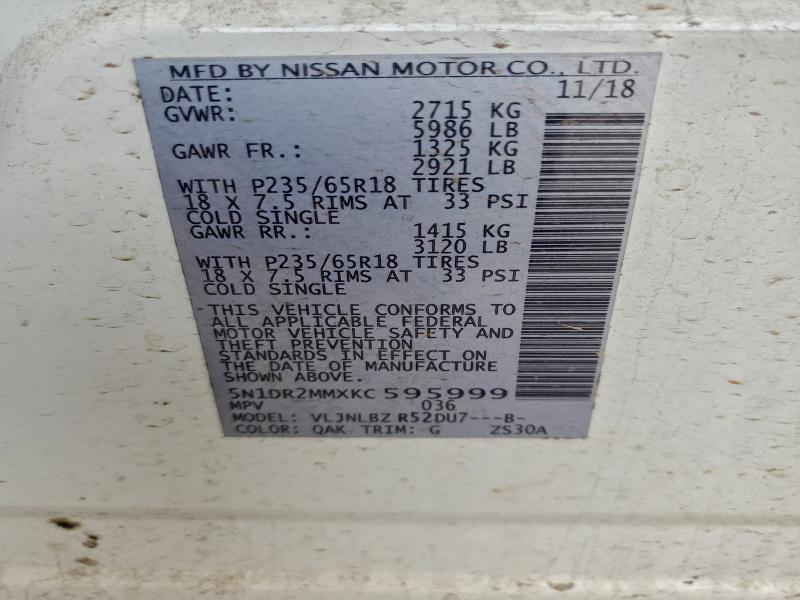 MFD BY NISSAN MOTOR CO., LTD.
DATE: 11/18
GVWR: 2715 KG
5986 LB
GAWR FR.: 1325 KG
2921 LB
WITH P235/65R18 TIRES
18 X 7.5 RIMS AT 33 PSI
COLD SINGLE
GAWR RR.: 1415 KG
3120 LB
WITH P235/65R18 TIRES
18 X 7.5 RIMS AT 33 PSI
COLD SINGLE
THIS VEHICLE CONFORMS TO
ALL APPLICABLE FEDERAL
MOTOR VEHICLE SAFETY AND
THEFT PREVENTION
STANDARDS IN EFFECT ON
THE DATE OF MANUFACTURE
SHOWN ABOVE.
5N1DR2MMXKC595999
MPV 036
MODEL: VLJNLBZ R52DU7---B-
COLOR: QAK TRIM: G ZS30A